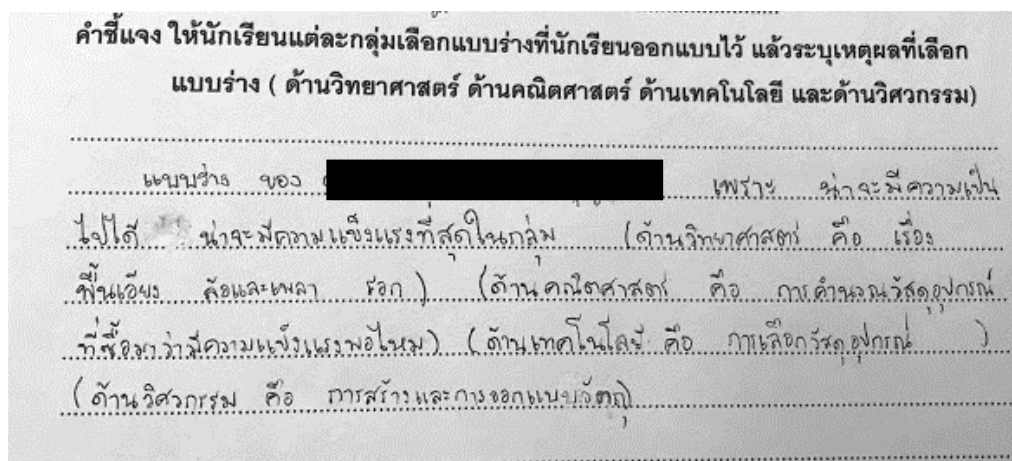 คำชี้แจง ให้นักเรียนแต่ละกลุ่มเลือกแบบร่างที่นักเรียนออกแบบไว้ แล้วระบุเหตุผลที่เลือก
แบบร่าง ( ด้านวิทยาศาสตร์ ด้านคณิตศาสตร์ ด้านเทคโนโลยี และด้านวิศวกรรม)
แบบร่าง ของ เพราะ น่าจะมีความเป็น
ไปได้ น่าจะมีความแข็งแรงที่สุดในกลุ่ม (ด้านวิทยาศาสตร์ คือ เรื่อง
พื้นเอียง ล้อและเพลา รอก ) (ด้านคณิตศาสตร์ คือ การคำนวณวัสดุอุปกรณ์
ที่ซื้อมาว่ามีความแข็งแรงพอไหม) (ด้านเทคโนโลยี คือ การเลือกวัสดุอุปกรณ์ )
(ด้านวิศวกรรม คือ การสร้างและการออกแบบวัตถุ)